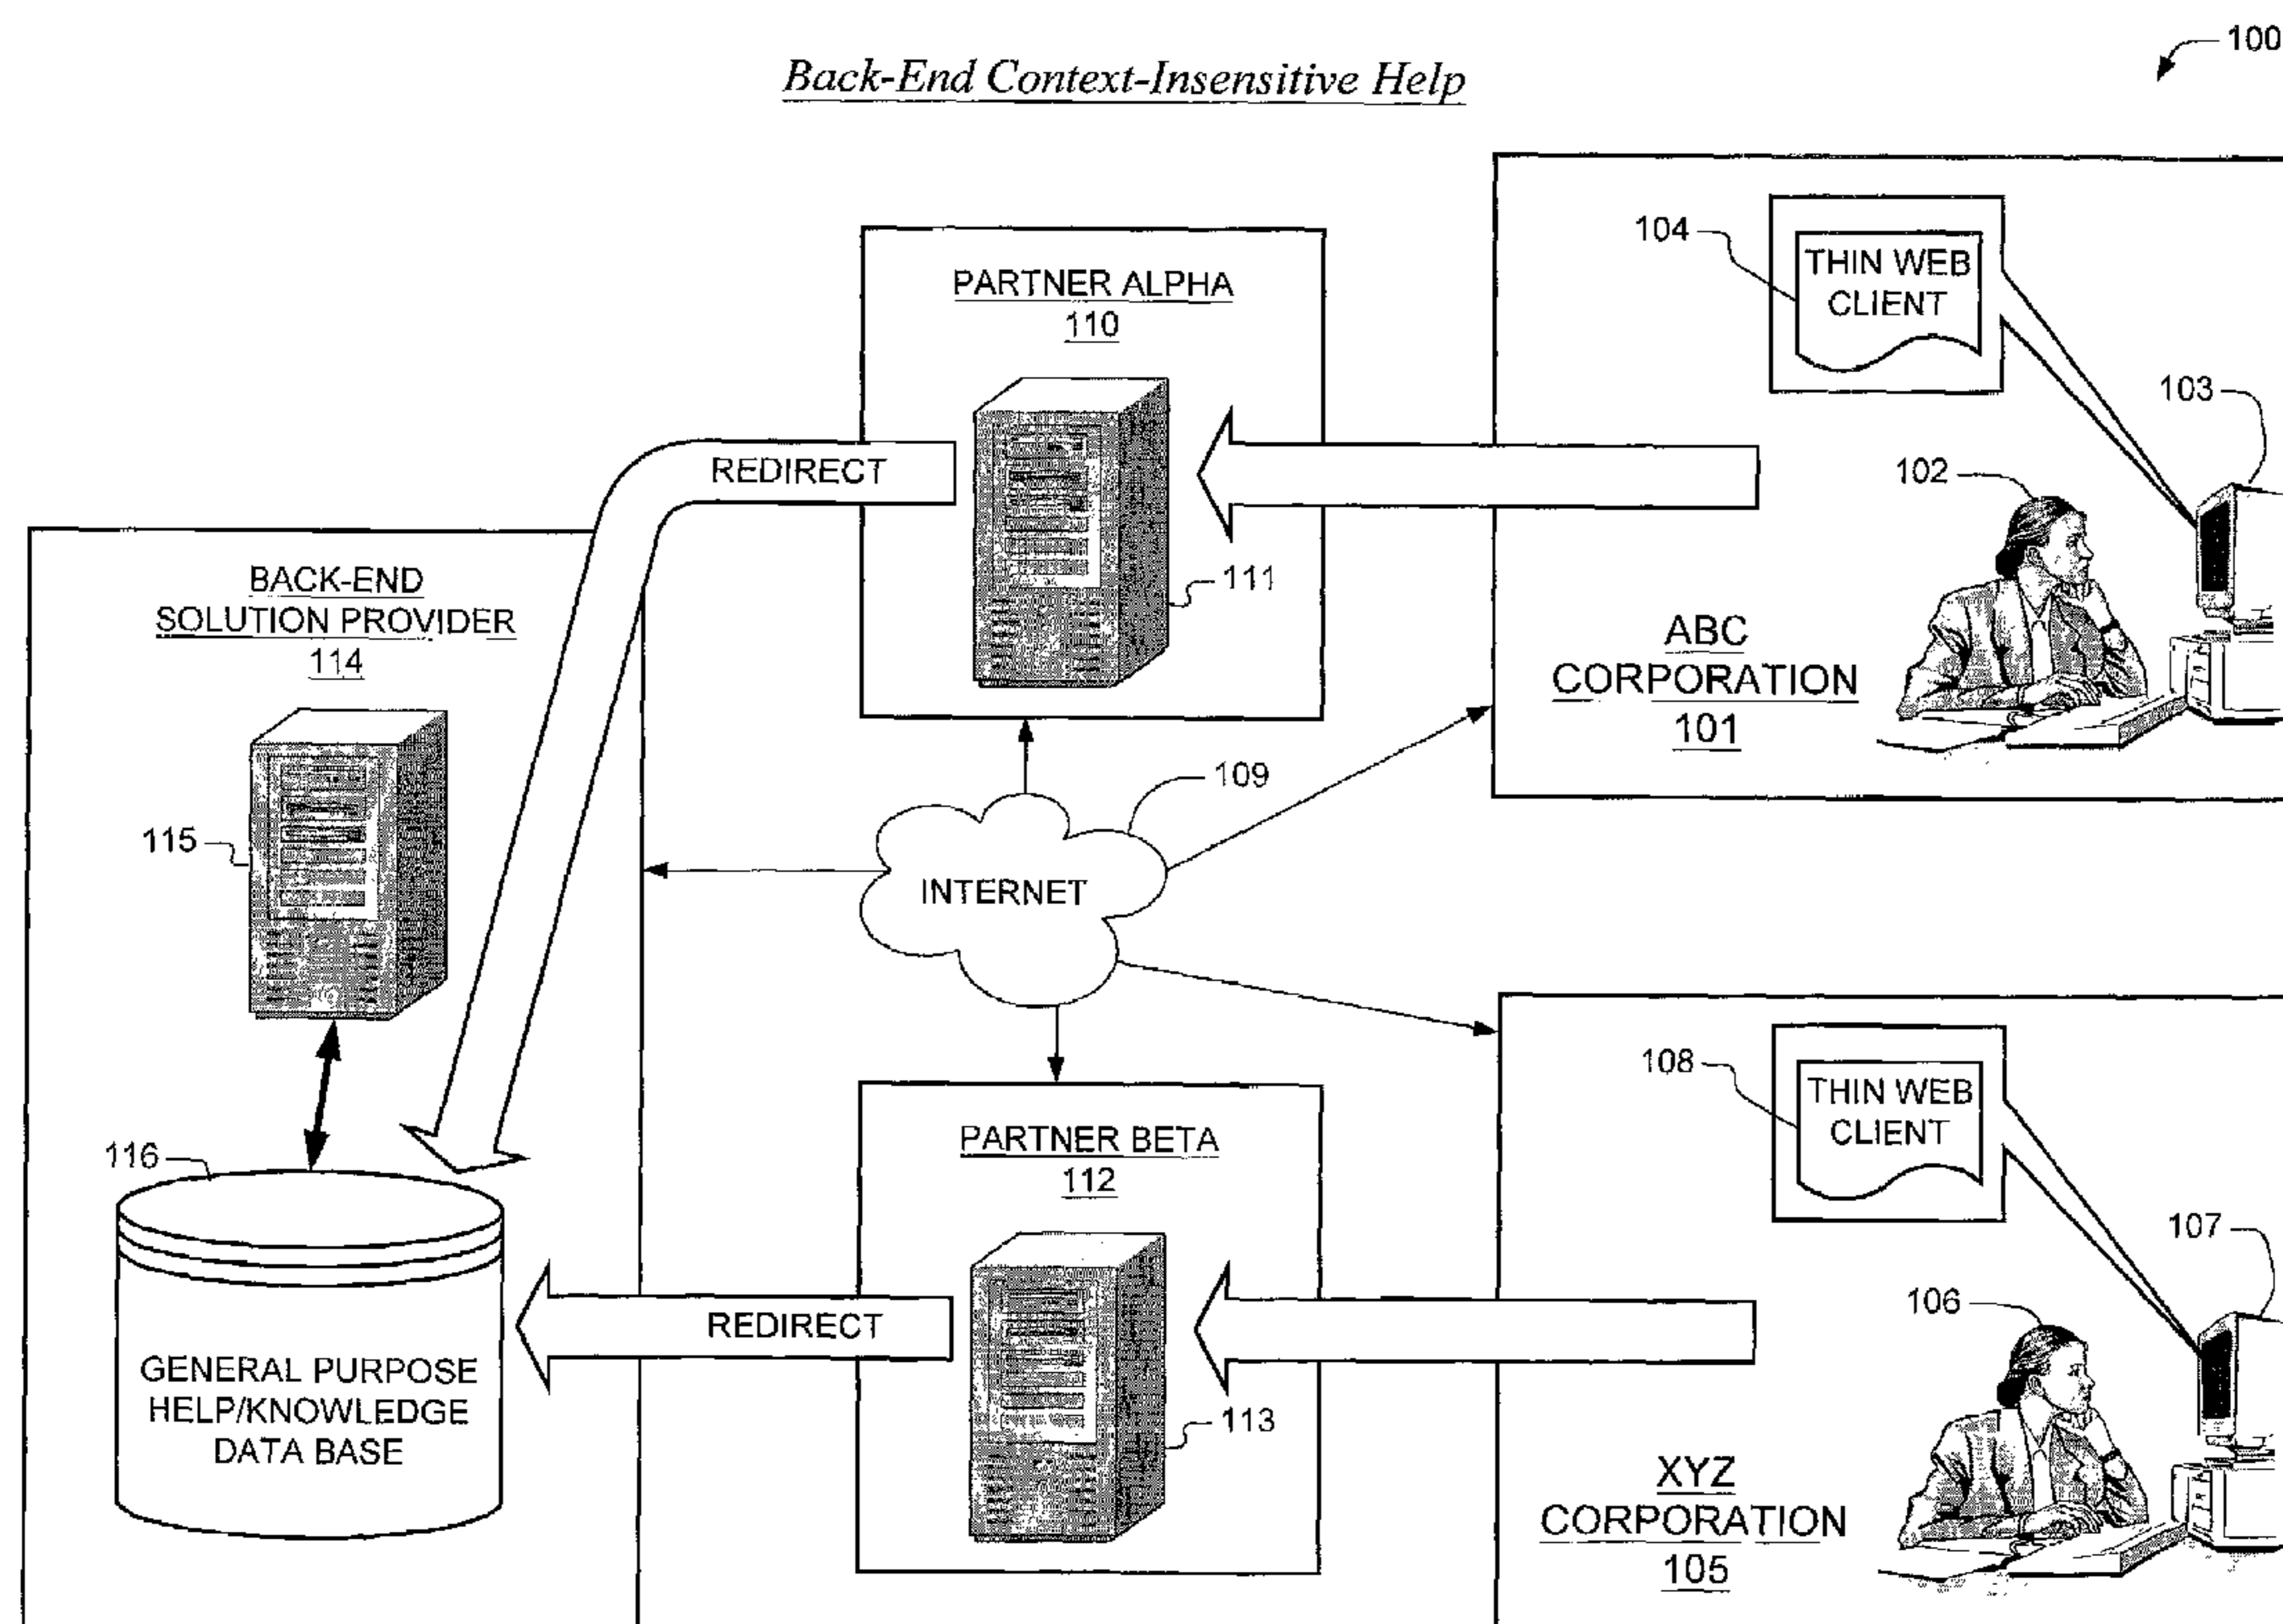 100
Back-End Context-Insensitive Help
PARTNER ALPHA
110
111
REDIRECT
104
THIN WEB
CLIENT
103
102
ABC
CORPORATION
101
BACK-END
SOLUTION PROVIDER
114
115
116
GENERAL PURPOSE
HELP/KNOWLEDGE
DATA BASE
109
INTERNET
PARTNER BETA
112
113
REDIRECT
108
THIN WEB
CLIENT
107
106
XYZ
CORPORATION
105